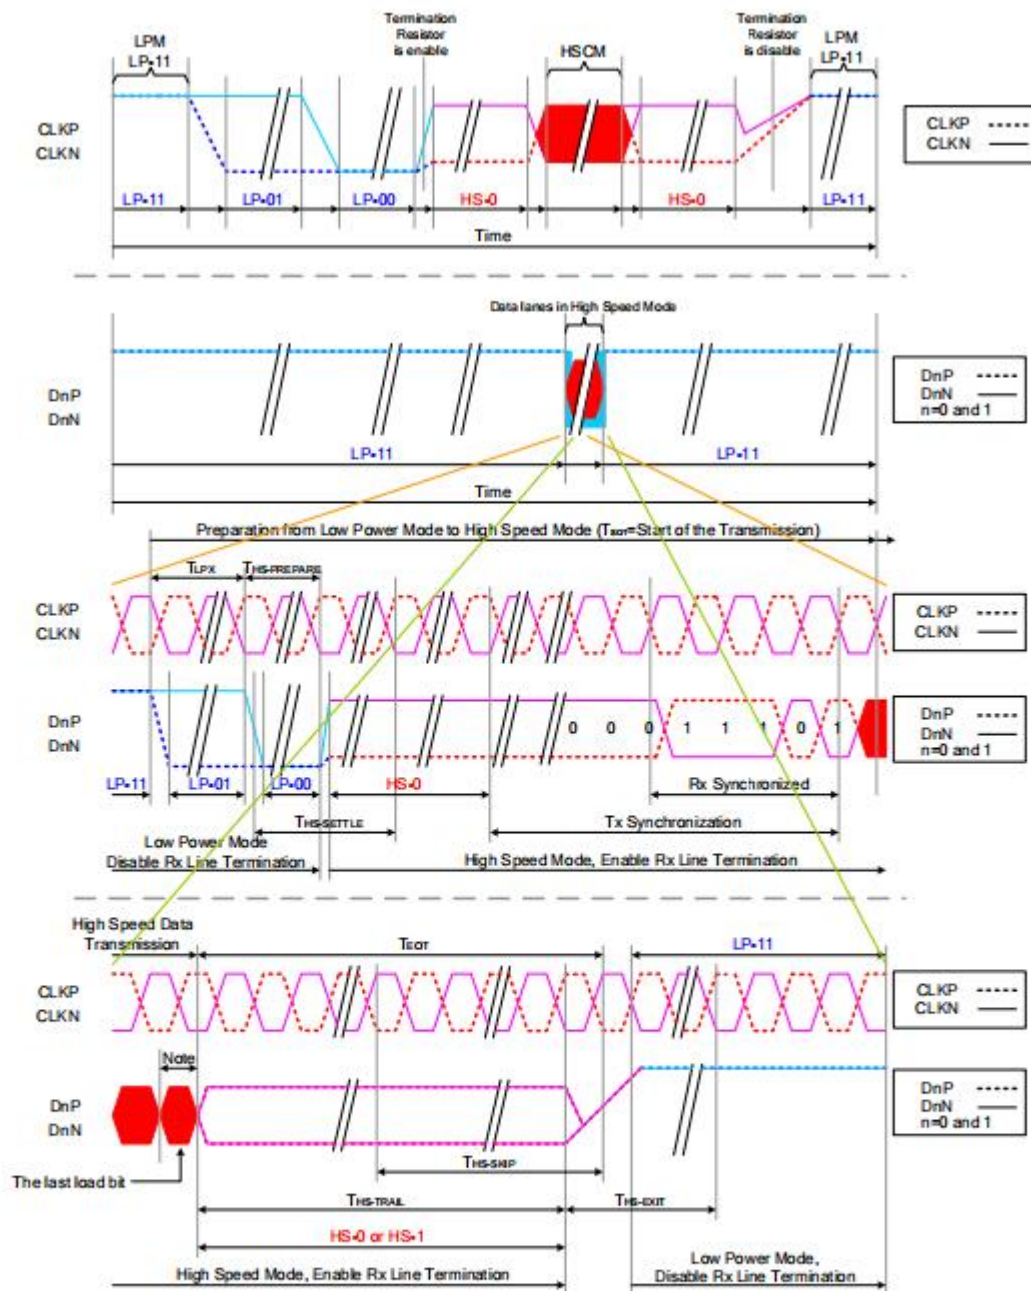 LPM
LP-11
Termination
Resistor
is enable
HSCM
Termination
Resistor
is disable
LPM
LP-11
CLKP
CLKN
CLKP
CLKN
LP-11
LP-01
LP-00
HS-0
HS-0
LP-11
Time
Data lanes in High Speed Mode
DnP
DnN
DnP
DnN
n=0 and 1
LP-11
LP-11
Time
Preparation from Low Power Mode to High Speed Mode (TSOT=Start of the Transmission)
TLPX
THS-PREPARE
CLKP
CLKN
CLKP
CLKN
DnP
DnN
0 0 0 1 1 1 0 1
DnP
DnN
n=0 and 1
LP-11
LP-01
LP-00
HS-0
Rx Synchronized
THS-SETTLE
Tx Synchronization
Low Power Mode
Disable Rx Line Termination
High Speed Mode, Enable Rx Line Termination
High Speed Data
Transmission
TEOT
LP-11
CLKP
CLKN
CLKP
CLKN
Note
DnP
DnN
DnP
DnN
n=0 and 1
The last load bit
THS-SKIP
THS-TRAIL
THS-EXIT
HS-0 or HS-1
High Speed Mode, Enable Rx Line Termination
Low Power Mode,
Disable Rx Line Termination